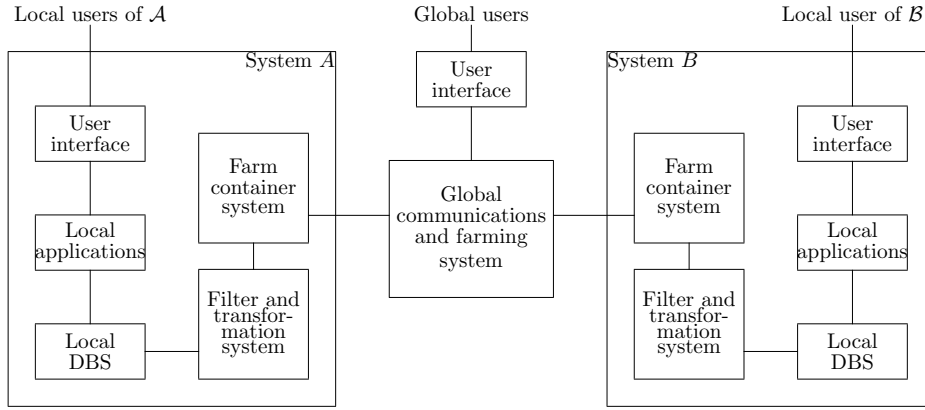 Local users of 𝒜
Global users
Local user of ℬ
System A
User
interface
System B
User
interface
Farm
container
system
Global
communications
and farming
system
Farm
container
system
User
interface
Local
applications
Local
applications
Filter and
transfor-
mation
system
Filter and
transfor-
mation
system
Local
DBS
Local
DBS